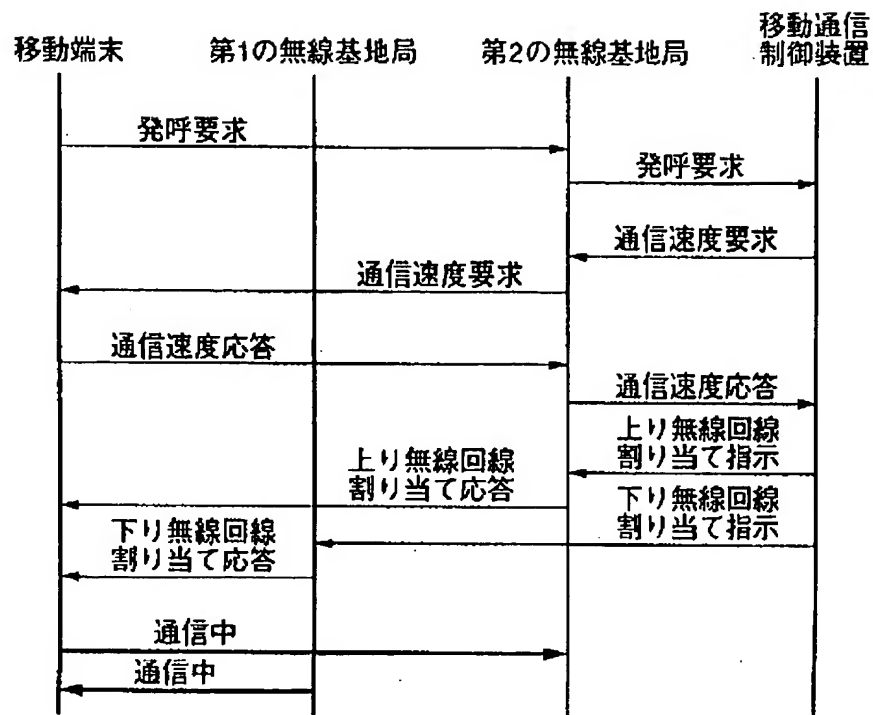 移動端末
第1の無線基地局
第2の無線基地局
移動通信
制御装置
発呼要求
発呼要求
通信速度要求
通信速度要求
通信速度応答
通信速度応答
上り無線回線
割り当て指示
上り無線回線
割り当て応答
下り無線回線
割り当て指示
下り無線回線
割り当て応答
通信中
通信中